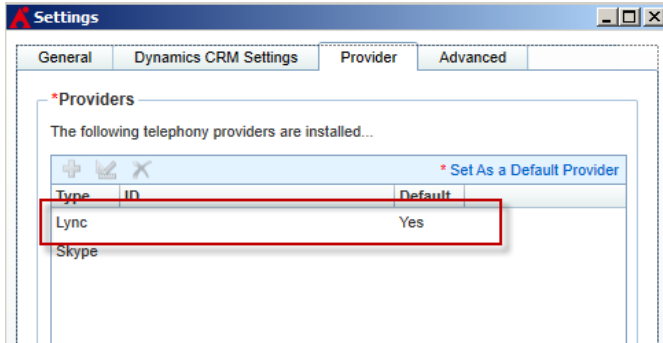 Settings
General Dynamics CRM Settings Provider Advanced
*Providers
The following telephony providers are installed...
* Set As a Default Provider
Type ID Default
Lync Yes
Skype